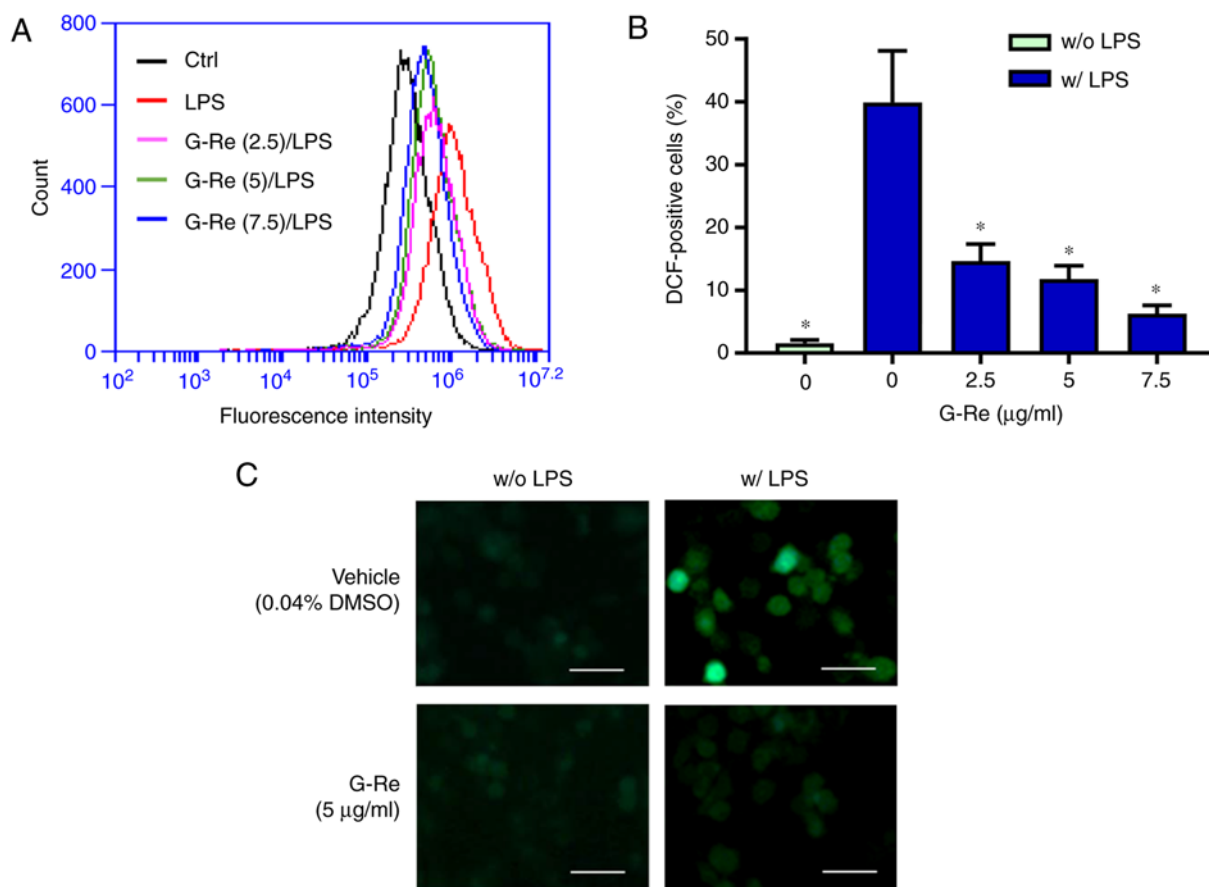 A
800
600
400
200
0
Count
Ctrl
LPS
G-Re (2.5)/LPS
G-Re (5)/LPS
G-Re (7.5)/LPS
10² 10³ 10⁴ 10⁵ 10⁶ 10⁷·²
Fluorescence intensity
B
50
40
30
20
10
0
DCF-positive cells (%)
w/o LPS
w/ LPS
* * * *
0 0 2.5 5 7.5
G-Re (μg/ml)
C
w/o LPS w/ LPS
Vehicle
(0.04% DMSO)
G-Re
(5 μg/ml)